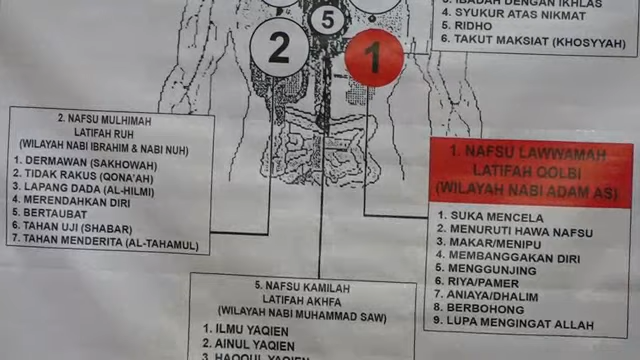 3. IBADAH DENGAN IKHLAS
4. SYUKUR ATAS NIKMAT
5. RIDHO
6. TAKUT MAKSIAT (KHOSYYAH)
5
2
1
2. NAFSU MULHIMAH
LATIFAH RUH
(WILAYAH NABI IBRAHIM & NABI NUH)
1. DERMAWAN (SAKHOWAH)
2. TIDAK RAKUS (QONA'AH)
3. LAPANG DADA (AL-HILMI)
4. MERENDAHKAN DIRI
5. BERTAUBAT
6. TAHAN UJI (SHABAR)
7. TAHAN MENDERITA (AL-TAHAMUL)
1. NAFSU LAWWAMAH
LATIFAH QOLBI
(WILAYAH NABI ADAM AS)
1. SUKA MENCELA
2. MENURUTI HAWA NAFSU
3. MAKAR/MENIPU
4. MEMBANGGAKAN DIRI
5. MENGGUNJING
6. RIYA/PAMER
7. ANIAYA/DHALIM
8. BERBOHONG
9. LUPA MENGINGAT ALLAH
5. NAFSU KAMILAH
LATIFAH AKHFA
(WILAYAH NABI MUHAMMAD SAW)
1. ILMU YAQIEN
2. AINUL YAQIEN
3. HAQQUL YAQIEN